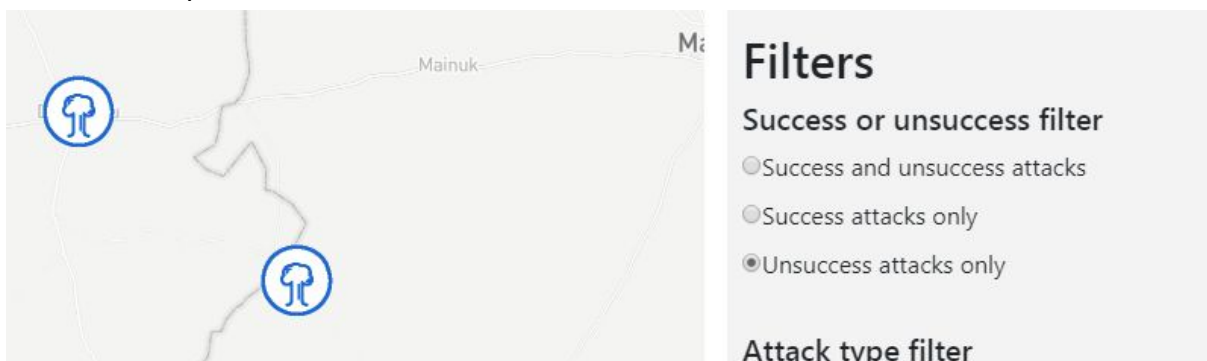 Mainuk
Filters
Success or unsuccess filter
Success and unsuccess attacks
Success attacks only
Unsuccess attacks only
Attack type filter